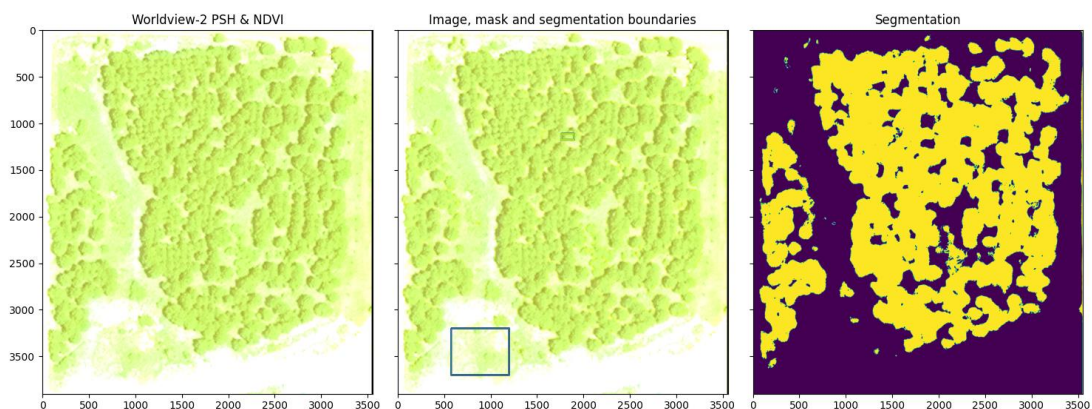 Worldview-2 PSH & NDVI
Image, mask and segmentation boundaries
Segmentation
0
500
1000
1500
2000
2500
3000
3500
0 500 1000 1500 2000 2500 3000 3500
0 500 1000 1500 2000 2500 3000 3500
0 500 1000 1500 2000 2500 3000 3500